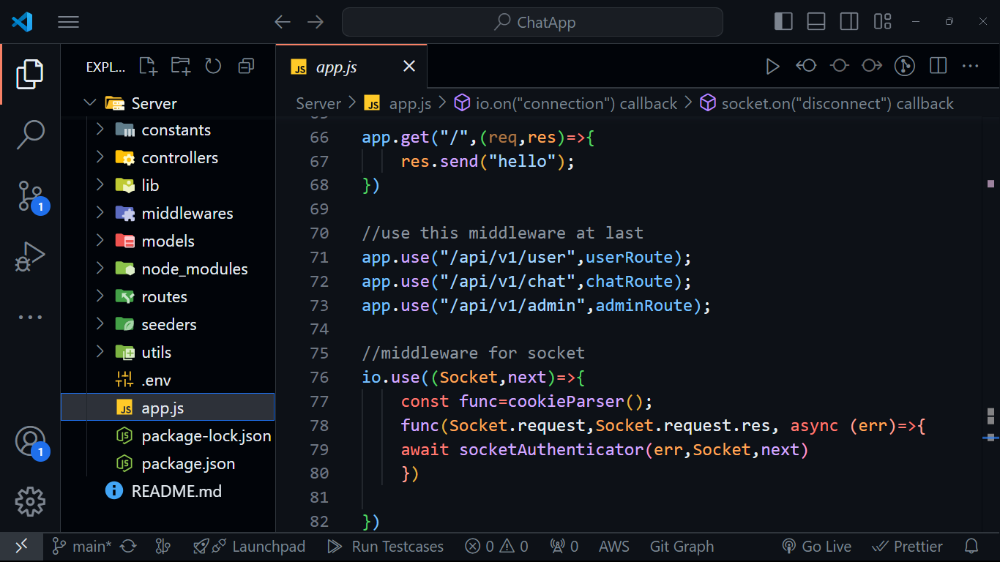 ChatApp
EXPL...
Server
constants
controllers
lib
middlewares
models
node_modules
routes
seeders
utils
.env
JS app.js
package-lock.json
package.json
README.md
1
1
JS app.js
Server > JS app.js > io.on("connection") callback > socket.on("disconnect") callback
66 app.get("/",(req,res)=>{
67 res.send("hello");
68 })
69
70 //use this middleware at last
71 app.use("/api/v1/user",userRoute);
72 app.use("/api/v1/chat",chatRoute);
73 app.use("/api/v1/admin",adminRoute);
74
75 //middleware for socket
76 io.use((Socket,next)=>{
77 const func=cookieParser();
78 func(Socket.request,Socket.request.res, async (err)=>{
79 await socketAuthenticator(err,Socket,next)
80 })
81
82 })
main* Launchpad Run Testcases 0 0 0 AWS Git Graph Go Live Prettier